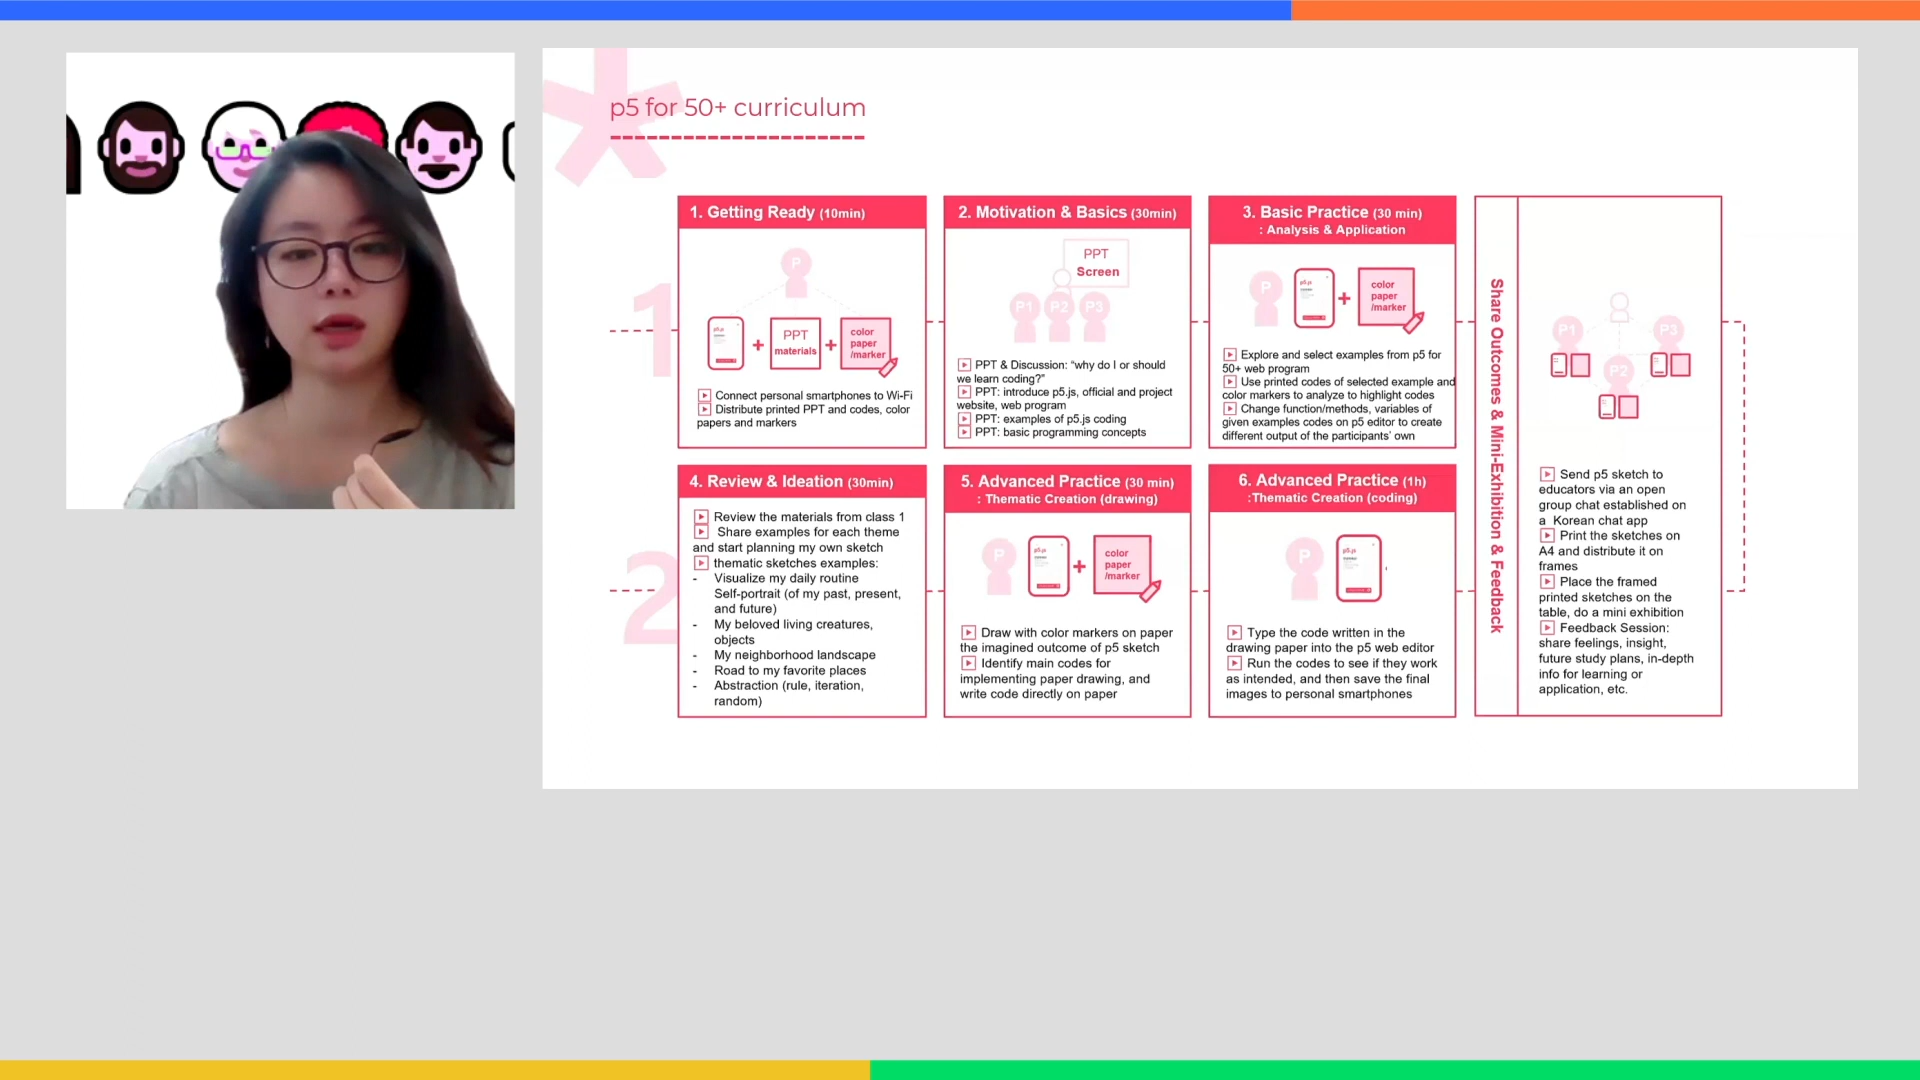 p5 for 50+ curriculum
1
1. Getting Ready (10min)
P
p5.js
+
PPT
materials
+
color
paper
/marker
Connect personal smartphones to Wi-Fi
Distribute printed PPT and codes, color
papers and markers
2. Motivation & Basics (30min)
PPT
Screen
P1 P2 P3
PPT & Discussion: “why do I or should
we learn coding?”
PPT: introduce p5.js, official and project
website, web program
PPT: examples of p5.js coding
PPT: basic programming concepts
3. Basic Practice (30 min)
: Analysis & Application
P
p5.js
+
color
paper
/marker
Explore and select examples from p5 for
50+ web program
Use printed codes of selected example and
color markers to analyze to highlight codes
Change function/methods, variables of
given examples codes on p5 editor to create
different output of the participants’ own
2
4. Review & Ideation (30min)
Review the materials from class 1
Share examples for each theme
and start planning my own sketch
thematic sketches examples:
- Visualize my daily routine
Self-portrait (of my past, present,
and future)
- My beloved living creatures,
objects
- My neighborhood landscape
- Road to my favorite places
- Abstraction (rule, iteration,
random)
5. Advanced Practice (30 min)
: Thematic Creation (drawing)
P
p5.js
+
color
paper
/marker
Draw with color markers on paper
the imagined outcome of p5 sketch
Identify main codes for
implementing paper drawing, and
write code directly on paper
6. Advanced Practice (1h)
:Thematic Creation (coding)
P
p5.js
Type the code written in the
drawing paper into the p5 web editor
Run the codes to see if they work
as intended, and then save the final
images to personal smartphones
Share Outcomes & Mini-Exhibition & Feedback
P1
P3
P2
Send p5 sketch to
educators via an open
group chat established on
a Korean chat app
Print the sketches on
A4 and distribute it on
frames
Place the framed
printed sketches on the
table, do a mini exhibition
Feedback Session:
share feelings, insight,
future study plans, in-depth
info for learning or
application, etc.